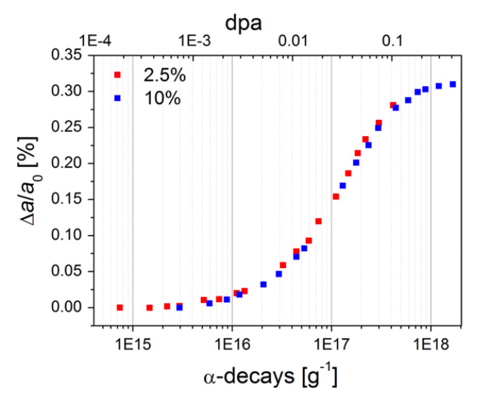 dpa
1E-4 1E-3 0.01 0.1
0.35
2.5%
10%
0.30
0.25
0.20
0.15
0.10
0.05
0.00
Δa/a₀ [%]
1E15 1E16 1E17 1E18
α-decays [g⁻¹]